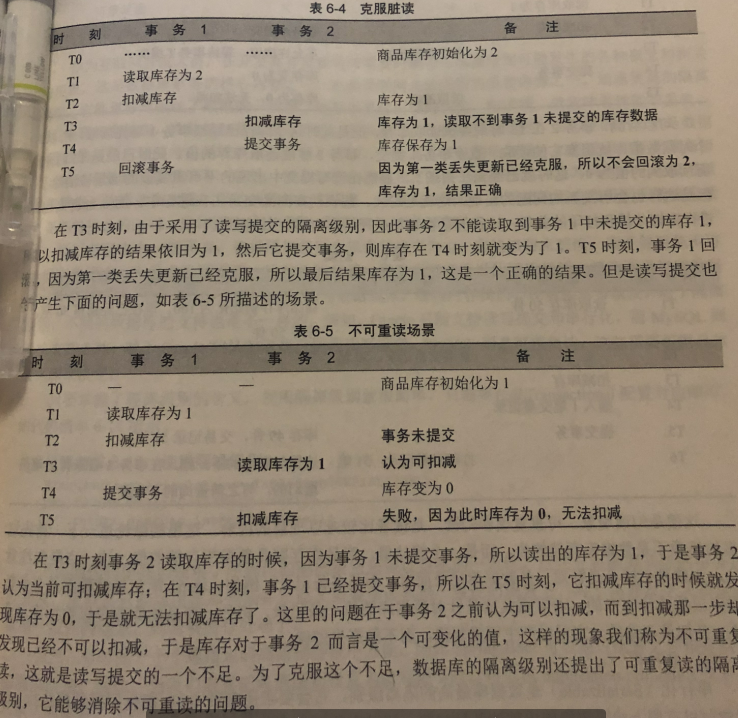 表 6-4 克服脏读
时 刻 事 务 1 事 务 2 备 注
T0 …… …… 商品库存初始化为 2
T1 读取库存为 2
T2 扣减库存 库存为 1
T3 扣减库存 库存为 1，读取不到事务 1 未提交的库存数据
T4 提交事务 库存保存为 1
T5 回滚事务 因为第一类丢失更新已经克服，所以不会回滚为 2，
库存为 1，结果正确
在 T3 时刻，由于采用了读写提交的隔离级别，因此事务 2 不能读取到事务 1 中未提交的库存 1，
以扣减库存的结果依旧为 1，然后它提交事务，则库存在 T4 时刻就变为了 1。T5 时刻，事务 1 回
，因为第一类丢失更新已经克服，所以最后结果库存为 1，这是一个正确的结果。但是读写提交也
产生下面的问题，如表 6-5 所描述的场景。
表 6-5 不可重读场景
时 刻 事 务 1 事 务 2 备 注
T0 — — 商品库存初始化为 1
T1 读取库存为 1
T2 扣减库存 事务未提交
T3 读取库存为 1 认为可扣减
T4 提交事务 库存变为 0
T5 扣减库存 失败，因为此时库存为 0，无法扣减
在 T3 时刻事务 2 读取库存的时候，因为事务 1 未提交事务，所以读出的库存为 1，于是事务 2
认为当前可扣减库存；在 T4 时刻，事务 1 已经提交事务，所以在 T5 时刻，它扣减库存的时候就发
现库存为 0，于是就无法扣减库存了。这里的问题在于事务 2 之前认为可以扣减，而到扣减那一步却
发现已经不可以扣减，于是库存对于事务 2 而言是一个可变化的值，这样的现象我们称为不可重复
读，这就是读写提交的一个不足。为了克服这个不足，数据库的隔离级别还提出了可重复读的隔离
级别，它能够消除不可重读的问题。